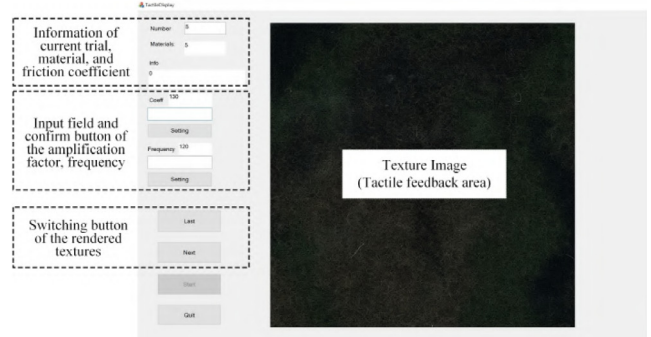 TactileDisplay
Information of
current trial,
material, and
friction coefficient
Number 5
Materials 5
Info
0
Input field and
confirm button of
the amplification
factor, frequency
Coeff 130
Setting
Frequency 120
Setting
Texture Image
(Tactile feedback area)
Switching button
of the rendered
textures
Last
Next
Start
Quit